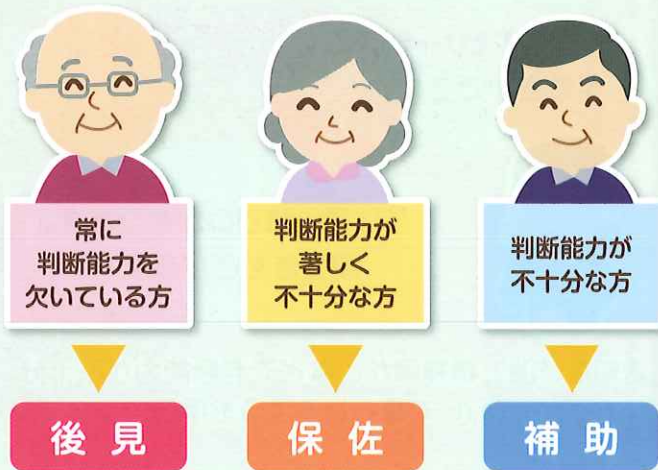 常に
判断能力を
欠いている方
判断能力が
著しく
不十分な方
判断能力が
不十分な方
後見
保佐
補助